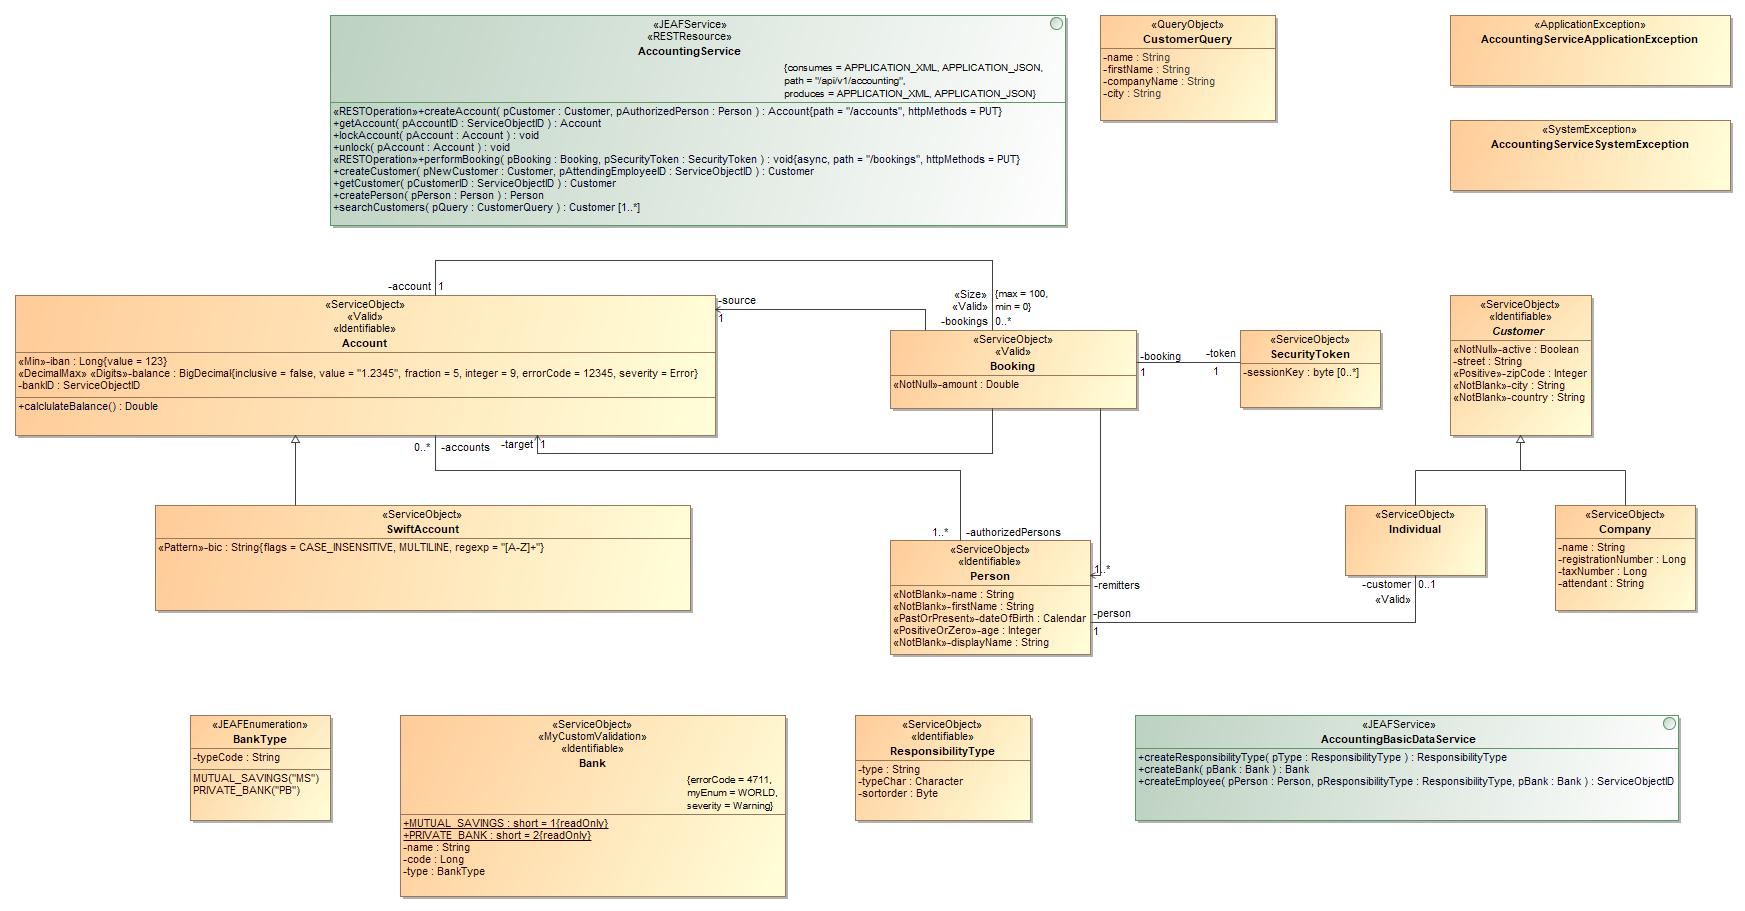 «JEAFService»
«RESTResource»
AccountingService
{consumes = APPLICATION_XML, APPLICATION_JSON,
path = "/api/v1/accounting",
produces = APPLICATION_XML, APPLICATION_JSON}
«RESTOperation»+createAccount( pCustomer : Customer, pAuthorizedPerson : Person ) : Account{path = "/accounts", httpMethods = PUT}
+getAccount( pAccountID : ServiceObjectID ) : Account
+lockAccount( pAccount : Account ) : void
+unlock( pAccount : Account ) : void
«RESTOperation»+performBooking( pBooking : Booking, pSecurityToken : SecurityToken ) : void{async, path = "/bookings", httpMethods = PUT}
+createCustomer( pNewCustomer : Customer, pAttendingEmployeeID : ServiceObjectID ) : Customer
+getCustomer( pCustomerID : ServiceObjectID ) : Customer
+createPerson( pPerson : Person ) : Person
+searchCustomers( pQuery : CustomerQuery ) : Customer [1..*]
«QueryObject»
CustomerQuery
-name : String
-firstName : String
-companyName : String
-city : String
«ApplicationException»
AccountingServiceApplicationException
«SystemException»
AccountingServiceSystemException
-account 1
«ServiceObject»
«Valid»
«Identifiable»
Account
«Min»-iban : Long{value = 123}
«DecimalMax» «Digits»-balance : BigDecimal{inclusive = false, value = "1.2345", fraction = 5, integer = 9, errorCode = 12345, severity = Error}
-bankID : ServiceObjectID
+calclulateBalance() : Double
-source
1
«Size» {max = 100,
«Valid» min = 0}
-bookings 0..*
«ServiceObject»
«Valid»
Booking
«NotNull»-amount : Double
-booking
1
-token
1
«ServiceObject»
SecurityToken
-sessionKey : byte [0..*]
«ServiceObject»
«Identifiable»
Customer
«NotNull»-active : Boolean
-street : String
«Positive»-zipCode : Integer
«NotBlank»-city : String
«NotBlank»-country : String
0..* -accounts
-target 1
«ServiceObject»
SwiftAccount
«Pattern»-bic : String{flags = CASE_INSENSITIVE, MULTILINE, regexp = "[A-Z]+"}
1..* -authorizedPersons
«ServiceObject»
«Identifiable»
Person
«NotBlank»-name : String
«NotBlank»-firstName : String
«PastOrPresent»-dateOfBirth : Calendar
«PositiveOrZero»-age : Integer
«NotBlank»-displayName : String
1..*
-remitters
-person
1
«ServiceObject»
Individual
-customer 0..1
«Valid»
«ServiceObject»
Company
-name : String
-registrationNumber : Long
-taxNumber : Long
-attendant : String
«JEAFEnumeration»
BankType
-typeCode : String
MUTUAL_SAVINGS("MS")
PRIVATE_BANK("PB")
«ServiceObject»
«MyCustomValidation»
«Identifiable»
Bank
{errorCode = 4711,
myEnum = WORLD,
severity = Warning}
+MUTUAL_SAVINGS : short = 1{readOnly}
+PRIVATE_BANK : short = 2{readOnly}
-name : String
-code : Long
-type : BankType
«ServiceObject»
«Identifiable»
ResponsibilityType
-type : String
-typeChar : Character
-sortorder : Byte
«JEAFService»
AccountingBasicDataService
+createResponsibilityType( pType : ResponsibilityType ) : ResponsibilityType
+createBank( pBank : Bank ) : Bank
+createEmployee( pPerson : Person, pResponsibilityType : ResponsibilityType, pBank : Bank ) : ServiceObjectID